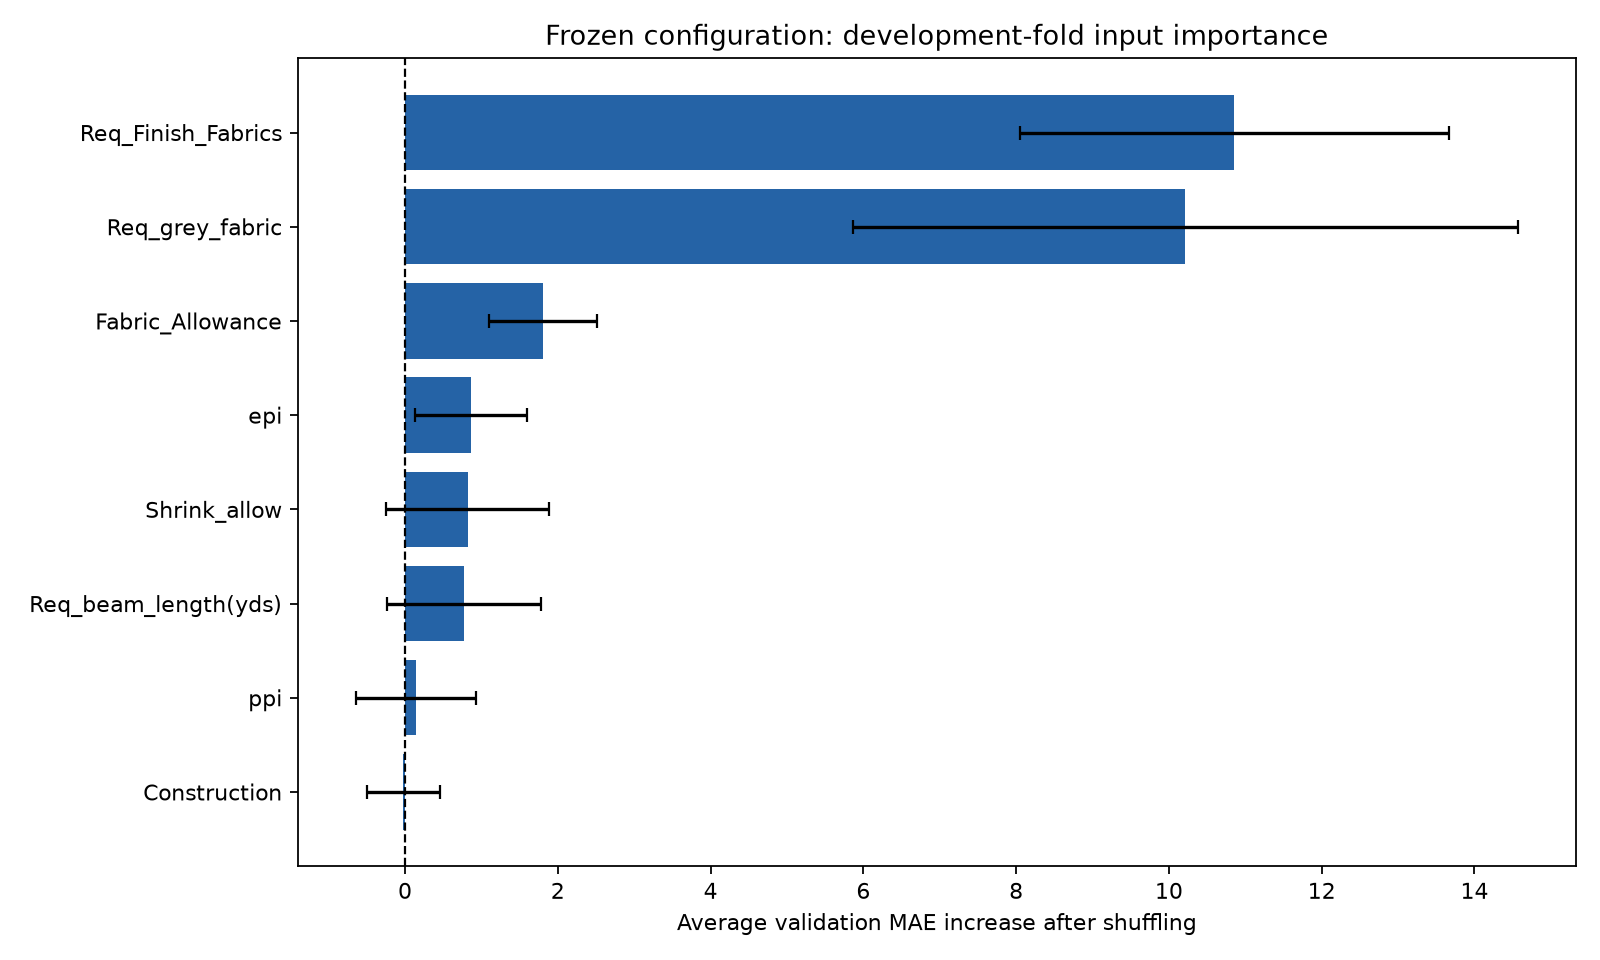 Frozen configuration: development-fold input importance
Req_Finish_Fabrics
Req_grey_fabric
Fabric_Allowance
epi
Shrink_allow
Req_beam_length(yds)
ppi
Construction
0 2 4 6 8 10 12 14
Average validation MAE increase after shuffling